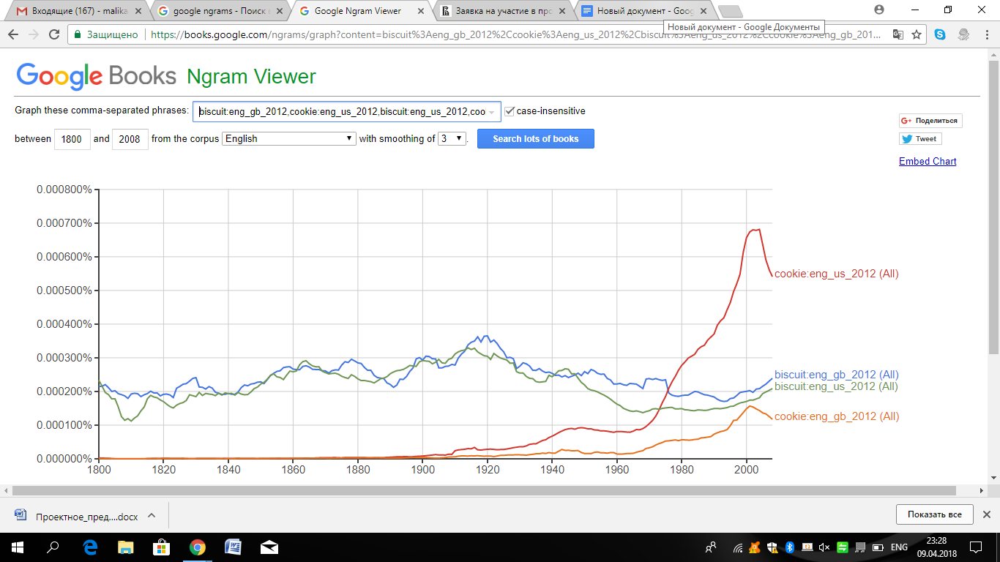 Входящие (167) - malika
google ngrams - Поиск
Google Ngram Viewer
Заявка на участие в про
Новый документ - Goog
Защищено
https://books.google.com/ngrams/graph?content=biscuit%3Aeng_gb_2012%2Ccookie%3Aeng_us_2012%2Cbiscuit%3Aeng_us_2012%2Ccookie%3Aeng_gb_201...
Новый документ - Google Документы
Google Books Ngram Viewer
Graph these comma-separated phrases: biscuit:eng_gb_2012,cookie:eng_us_2012,biscuit:eng_us_2012,coo case-insensitive
between 1800 and 2008 from the corpus English with smoothing of 3 . Search lots of books
G+ Поделиться
Tweet
Embed Chart
0.000800%
0.000700%
0.000600%
0.000500%
0.000400%
0.000300%
0.000200%
0.000100%
0.000000%
cookie:eng_us_2012 (All)
biscuit:eng_gb_2012 (All)
biscuit:eng_us_2012 (All)
cookie:eng_gb_2012 (All)
1800 1820 1840 1860 1880 1900 1920 1940 1960 1980 2000
Проектное_пред....docx
Показать все
ENG
23:28
09.04.2018